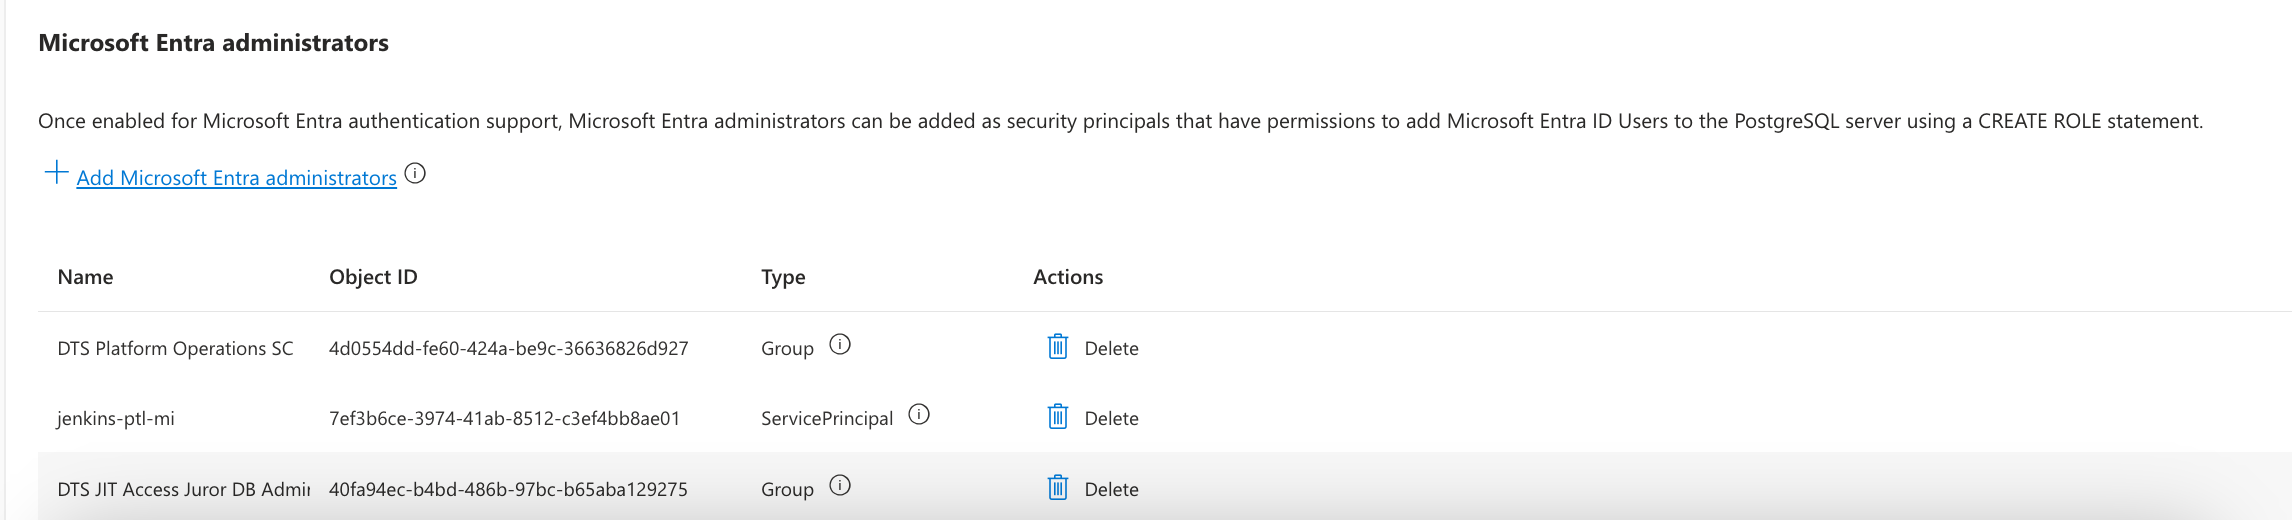 Microsoft Entra administrators
Once enabled for Microsoft Entra authentication support, Microsoft Entra administrators can be added as security principals that have permissions to add Microsoft Entra ID Users to the PostgreSQL server using a CREATE ROLE statement.
Add Microsoft Entra administrators
Name Object ID Type Actions
DTS Platform Operations SC 4d0554dd-fe60-424a-be9c-36636826d927 Group Delete
jenkins-ptl-mi 7ef3b6ce-3974-41ab-8512-c3ef4bb8ae01 ServicePrincipal Delete
DTS JIT Access Juror DB Admin 40fa94ec-b4bd-486b-97bc-b65aba129275 Group Delete